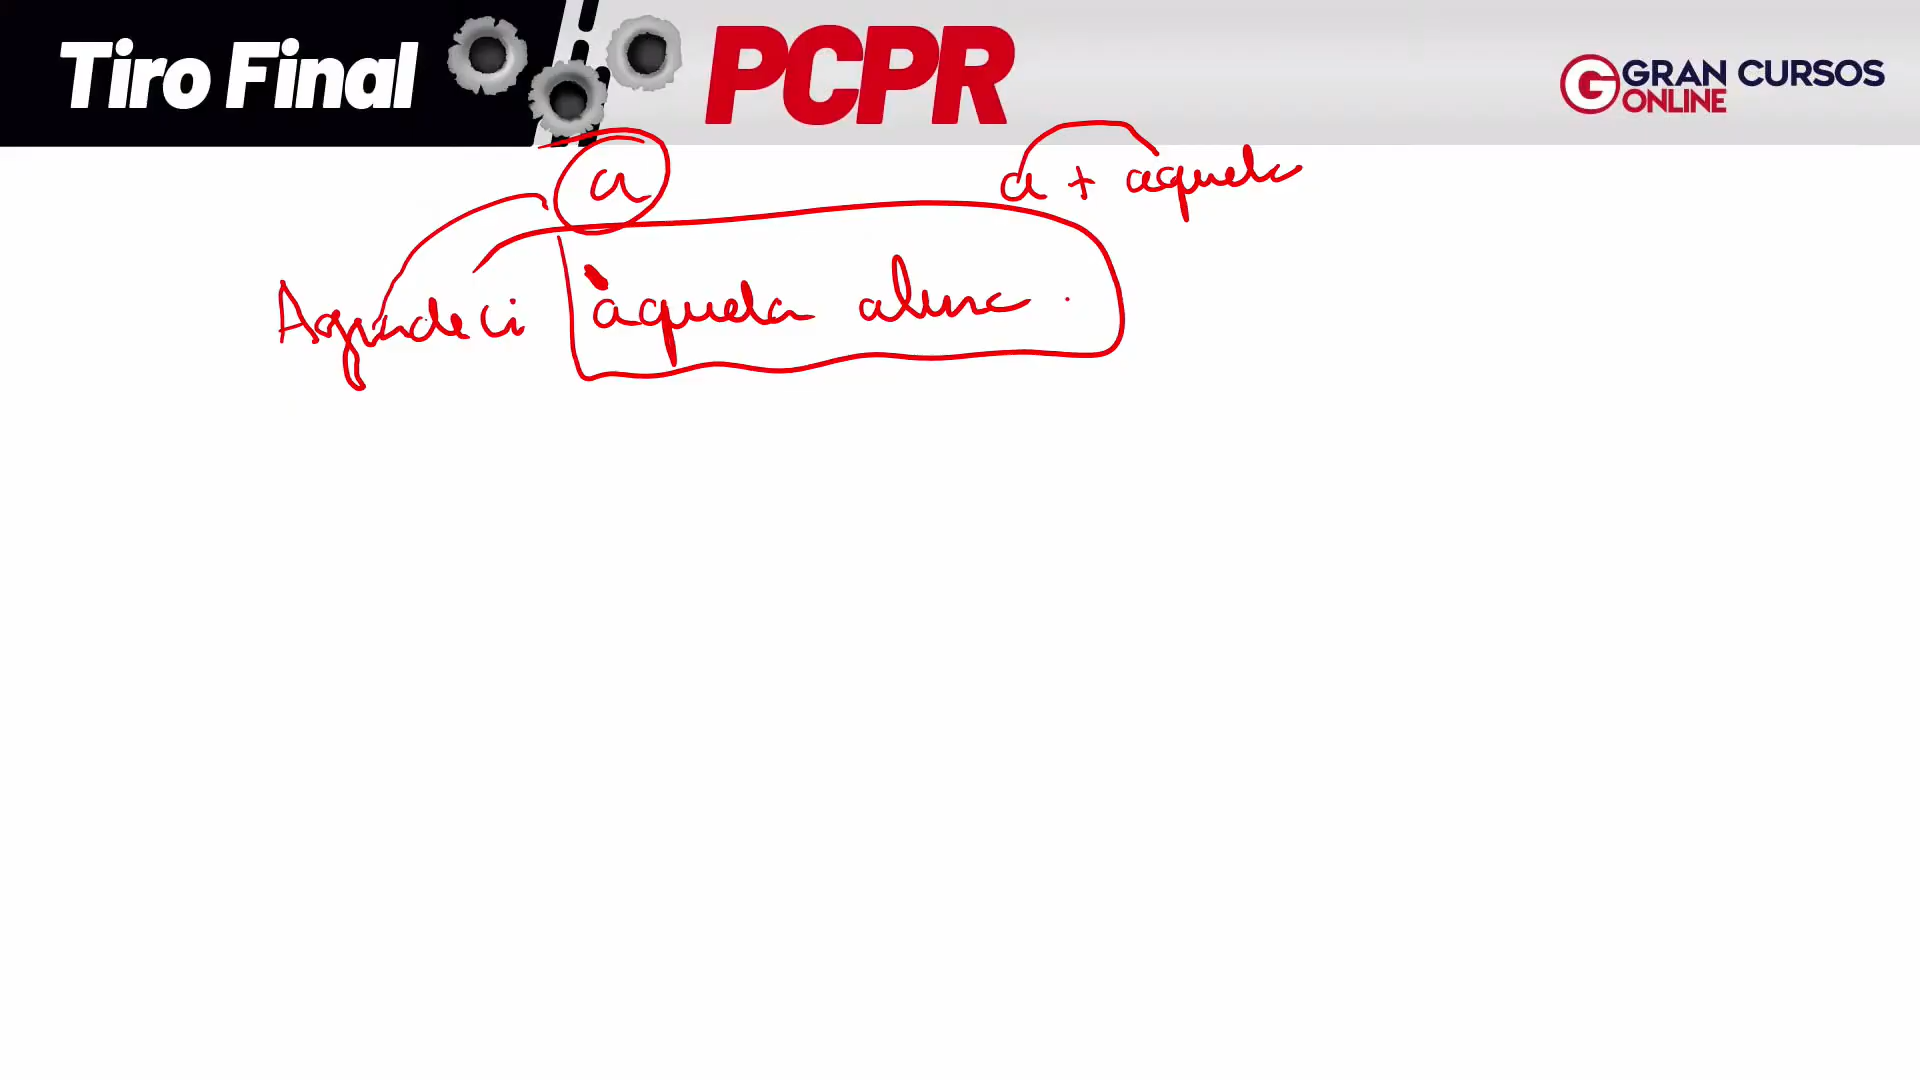 Tiro Final PCPR
GRAN CURSOS
ONLINE
a
a + aquela
Agradeci àquela aluna.